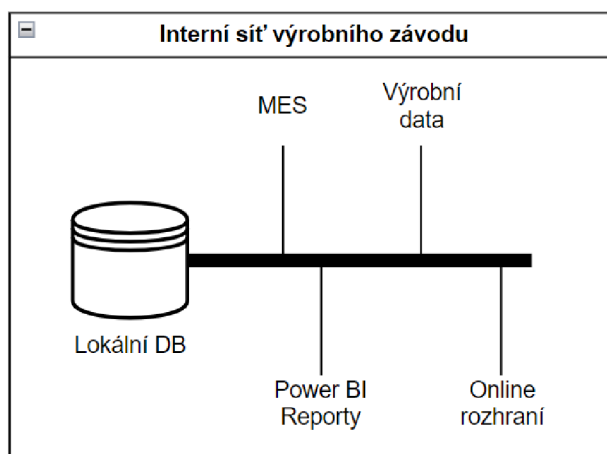 Interní síť výrobního závodu
MES
Výrobní
data
Lokální DB
Power BI
Reporty
Online
rozhraní